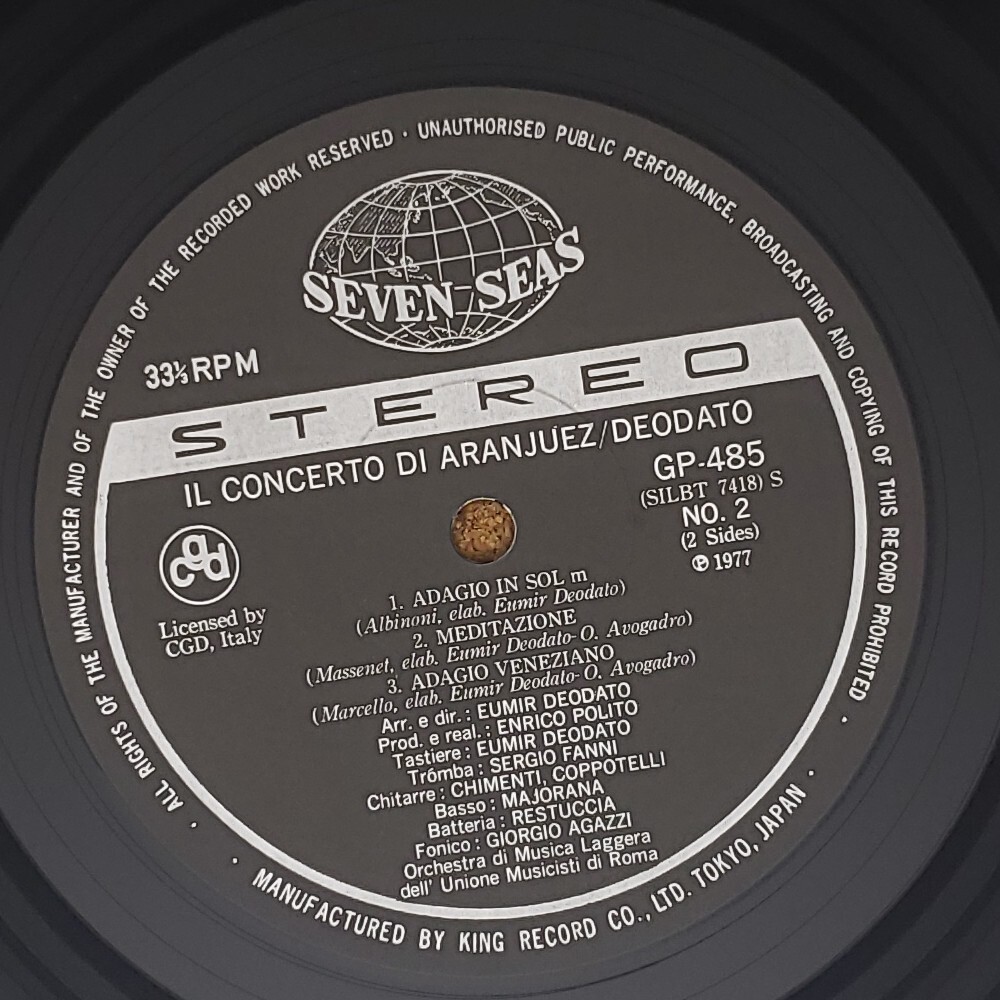 ALL RIGHTS OF THE MANUFACTURER AND OF THE OWNER OF THE RECORDED WORK RESERVED · UNAUTHORISED PUBLIC PERFORMANCE, BROADCASTING AND COPYING OF THIS RECORD PROHIBITED ·
SEVEN SEAS
33⅓ RPM
STEREO
IL CONCERTO DI ARANJUEZ/DEODATO
GP-485
(SILBT 7418) S
NO. 2
(2 Sides)
℗ 1977
cgd
Licensed by
CGD, Italy
1. ADAGIO IN SOL m
(Albinoni, elab. Eumir Deodato)
2. MEDITAZIONE
(Massenet, elab. Eumir Deodato-O. Avogadro)
3. ADAGIO VENEZIANO
(Marcello, elab. Eumir Deodato-O. Avogadro)
Arr. e dir.: EUMIR DEODATO
Prod. e real.: ENRICO POLITO
Tastiere: EUMIR DEODATO
Trômba: SERGIO FANNI
Chitarre: CHIMENTI, COPPOTELLI
Basso: MAJORANA
Batteria: RESTUCCIA
Fonico: GIORGIO AGAZZI
Orchestra di Musica Laggera
dell' Unione Musicisti di Roma
· MANUFACTURED BY KING RECORD CO., LTD. TOKYO, JAPAN ·